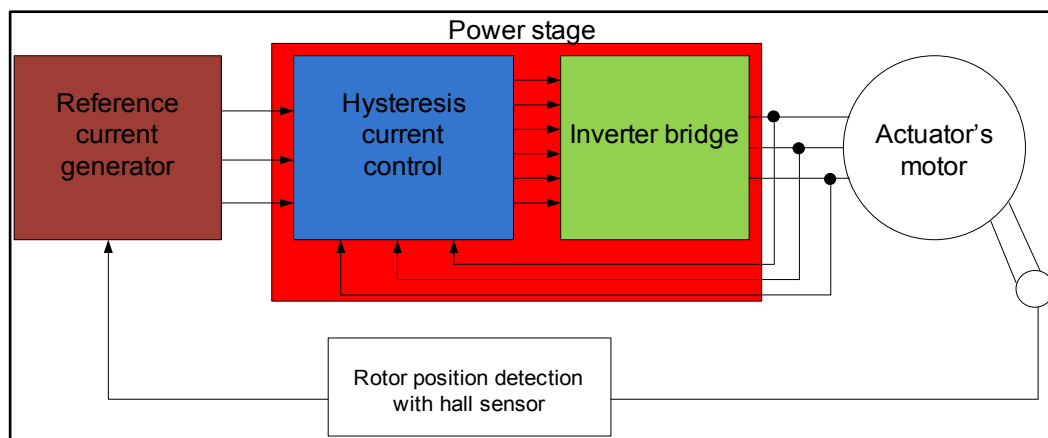 Power stage
Reference
current
generator
Hysteresis
current
control
Inverter bridge
Actuator's
motor
Rotor position detection
with hall sensor